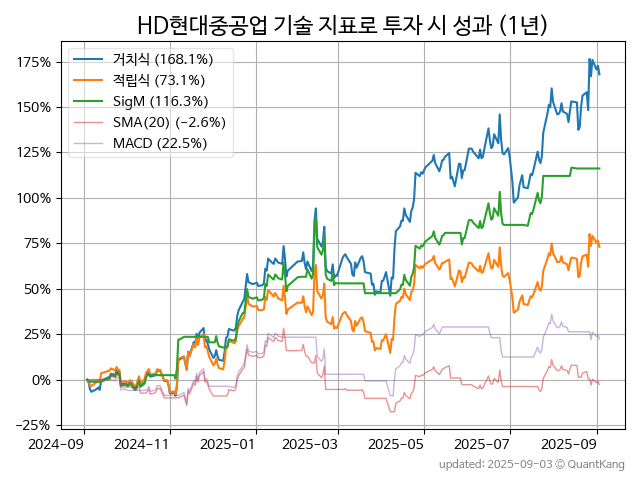 HD현대중공업 기술 지표로 투자 시 성과 (1년)
거치식 (168.1%)
적립식 (73.1%)
SigM (116.3%)
SMA(20) (−2.6%)
MACD (22.5%)
175%
150%
125%
100%
75%
50%
25%
0%
−25%
2024-09 2024-11 2025-01 2025-03 2025-05 2025-07 2025-09
updated: 2025-09-03 © QuantKang